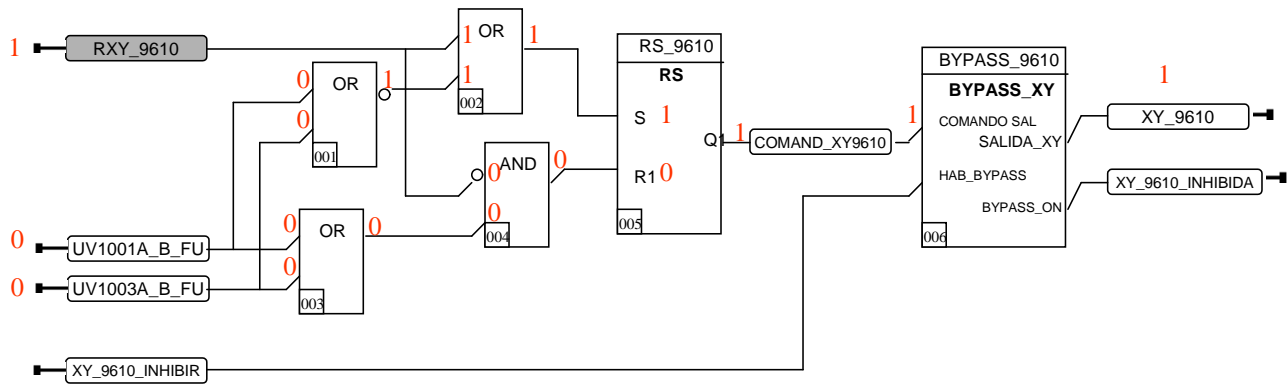 OR
1 RXY_9610 1 1
RS_9610
BYPASS_9610
RS
BYPASS_XY
1
0 OR 1 1
002
0
S 1
1 COMANDO SAL
XY_9610
001
Q1 1 COMAND_XY9610
SALIDA_XY
AND
0 0
R1 0
HAB_BYPASS
XY_9610_INHIBIDA
0 OR 0 0
004
005
BYPASS_ON
006
0 UV1001A_B_FU
0
0 UV1003A_B_FU
003
XY_9610_INHIBIR